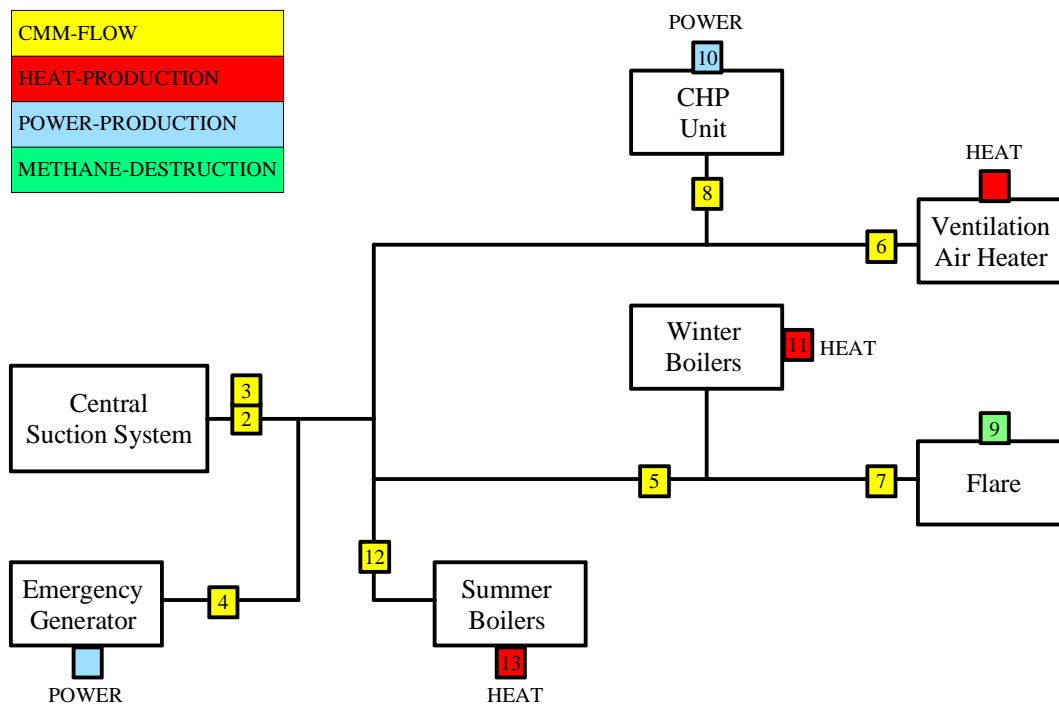 CMM-FLOW
HEAT-PRODUCTION
POWER-PRODUCTION
METHANE-DESTRUCTION
POWER
10
CHP
Unit
8
HEAT
Ventilation
Air Heater
6
Winter
Boilers
11
HEAT
3
2
Central
Suction System
9
Flare
5
7
12
Emergency
Generator
4
Summer
Boilers
13
POWER
HEAT